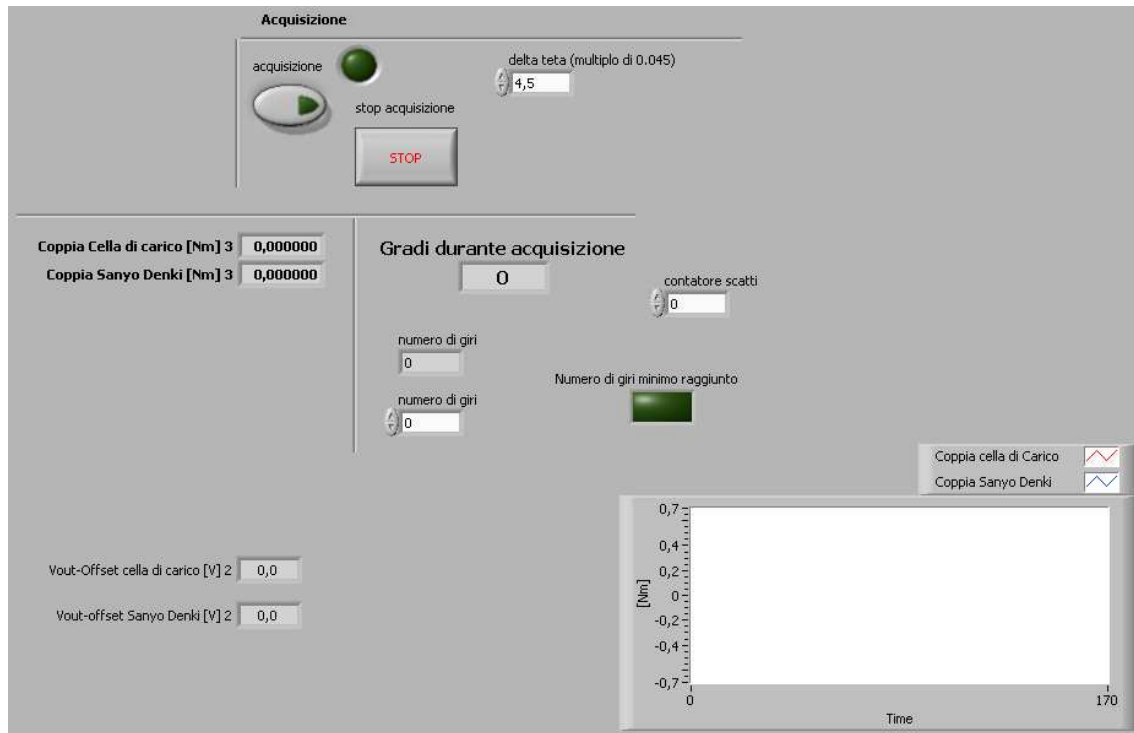 Acquisizione
acquisizione
delta teta (multiplo di 0.045)
4,5
stop acquisizione
STOP
Coppia Cella di carico [Nm] 3 0,000000
Coppia Sanyo Denki [Nm] 3 0,000000
Gradi durante acquisizione
0
contatore scatti
0
numero di giri
0
Numero di giri minimo raggiunto
numero di giri
0
Coppia cella di Carico
Coppia Sanyo Denki
Vout-Offset cella di carico [V] 2 0,0
Vout-offset Sanyo Denki [V] 2 0,0
[Nm]
0,7
0,4
0,2
0
-0,2
-0,4
-0,7
0 170
Time